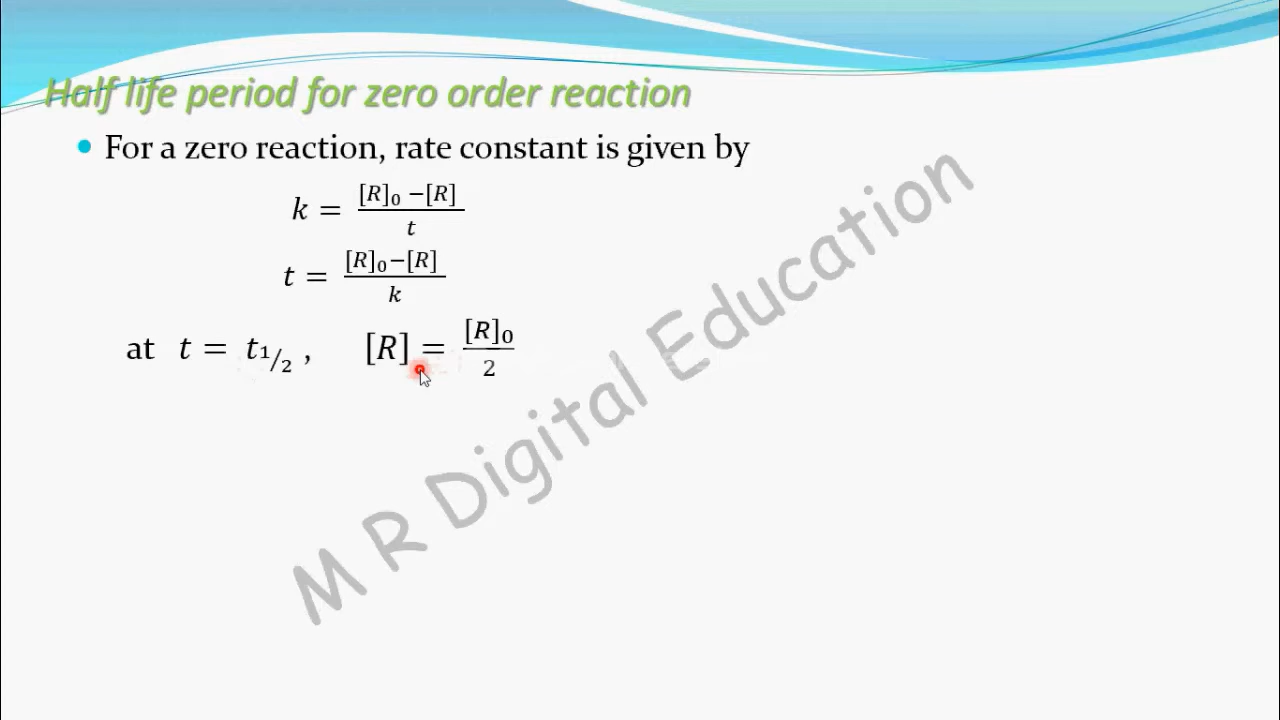 Half life period for zero order reaction
• For a zero reaction, rate constant is given by
k = [R]₀ −[R] / t
t = [R]₀−[R] / k
at t = t1/2 , [R] = [R]₀ / 2
M R Digital Education